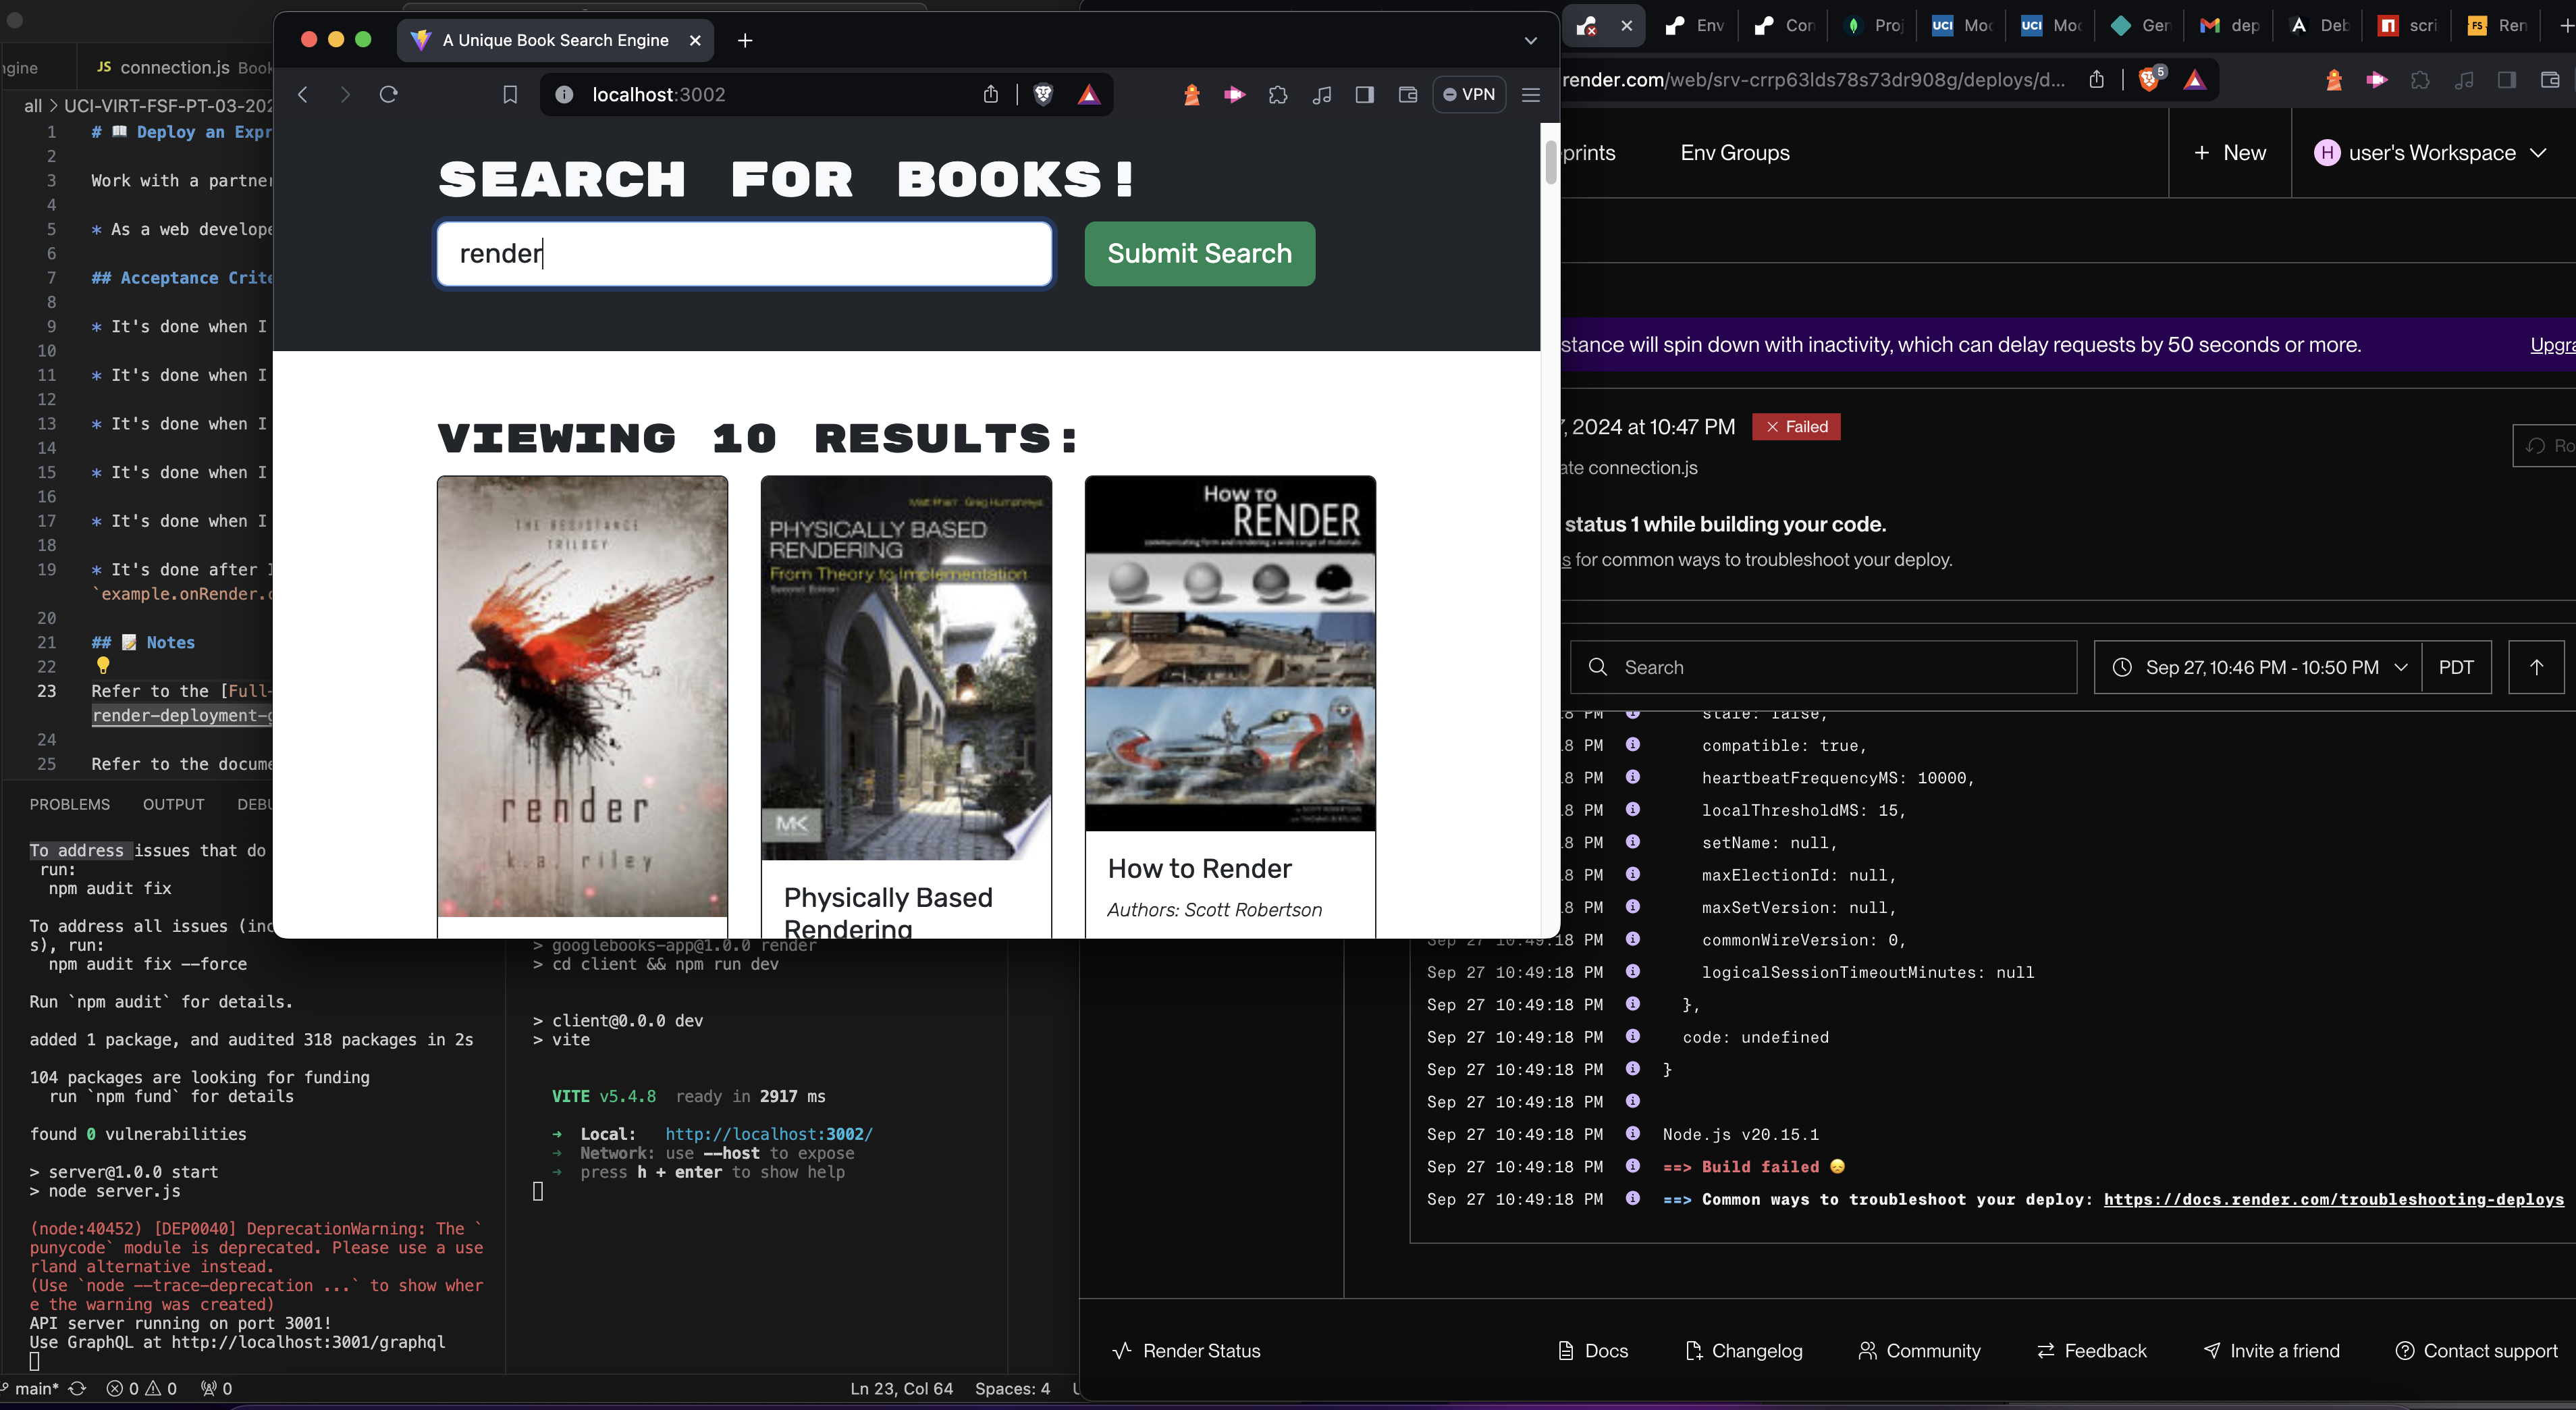 A Unique Book Search Engine
localhost:3002
VPN
SEARCH FOR BOOKS!
render
Submit Search
VIEWING 10 RESULTS:
THE RESISTANCE
TRILOGY
render
k.a. riley
Matt Pharr Greg Humphreys
PHYSICALLY BASED
RENDERING
From Theory to Implementation
Second Edition
MK
Physically Based
Rendering
How to
RENDER
How to Render
Authors: Scott Robertson
ngine
JS connection.js Book
all > UCI-VIRT-FSF-PT-03-202
1 # 📖 Deploy an Expr
2
3 Work with a partner
4
5 * As a web develope
6
7 ## Acceptance Crite
8
9 * It's done when I
10
11 * It's done when I
12
13 * It's done when I
14
15 * It's done when I
16
17 * It's done when I
18
19 * It's done after I
`example.onRender.c
20
21 ## 📝 Notes
22
23 Refer to the [Full-
render-deployment-g
24
25 Refer to the docume
PROBLEMS OUTPUT DEBU
To address issues that do
run:
npm audit fix
To address all issues (inc
s), run:
npm audit fix --force
Run `npm audit` for details.
added 1 package, and audited 318 packages in 2s
104 packages are looking for funding
run `npm fund` for details
found 0 vulnerabilities
> server@1.0.0 start
> node server.js
(node:40452) [DEP0040] DeprecationWarning: The `
punycode` module is deprecated. Please use a use
rland alternative instead.
(Use `node --trace-deprecation ...` to show wher
e the warning was created)
API server running on port 3001!
Use GraphQL at http://localhost:3001/graphql
> googlebooks-app@1.0.0 render
> cd client && npm run dev
> client@0.0.0 dev
> vite
VITE v5.4.8 ready in 2917 ms
➜ Local: http://localhost:3002/
➜ Network: use --host to expose
➜ press h + enter to show help
main* 0 0 0
Ln 23, Col 64 Spaces: 4
Env Con Proj UCI Moc UCI Moc Gen dep Deb scri FS Ren
render.com/web/srv-crrp63lds78s73dr908g/deploys/d...
5
prints Env Groups
+ New
H user's Workspace
stance will spin down with inactivity, which can delay requests by 50 seconds or more.
Upgra
7, 2024 at 10:47 PM
Failed
ate connection.js
Ro
status 1 while building your code.
s for common ways to troubleshoot your deploy.
Search
Sep 27, 10:46 PM - 10:50 PM
PDT
8 PM stale: false,
18 PM compatible: true,
18 PM heartbeatFrequencyMS: 10000,
18 PM localThresholdMS: 15,
18 PM setName: null,
18 PM maxElectionId: null,
18 PM maxSetVersion: null,
Sep 27 10:49:18 PM commonWireVersion: 0,
Sep 27 10:49:18 PM logicalSessionTimeoutMinutes: null
Sep 27 10:49:18 PM },
Sep 27 10:49:18 PM code: undefined
Sep 27 10:49:18 PM }
Sep 27 10:49:18 PM
Sep 27 10:49:18 PM Node.js v20.15.1
Sep 27 10:49:18 PM ==> Build failed 😞
Sep 27 10:49:18 PM ==> Common ways to troubleshoot your deploy: https://docs.render.com/troubleshooting-deploys
Render Status
Docs
Changelog
Community
Feedback
Invite a friend
Contact support